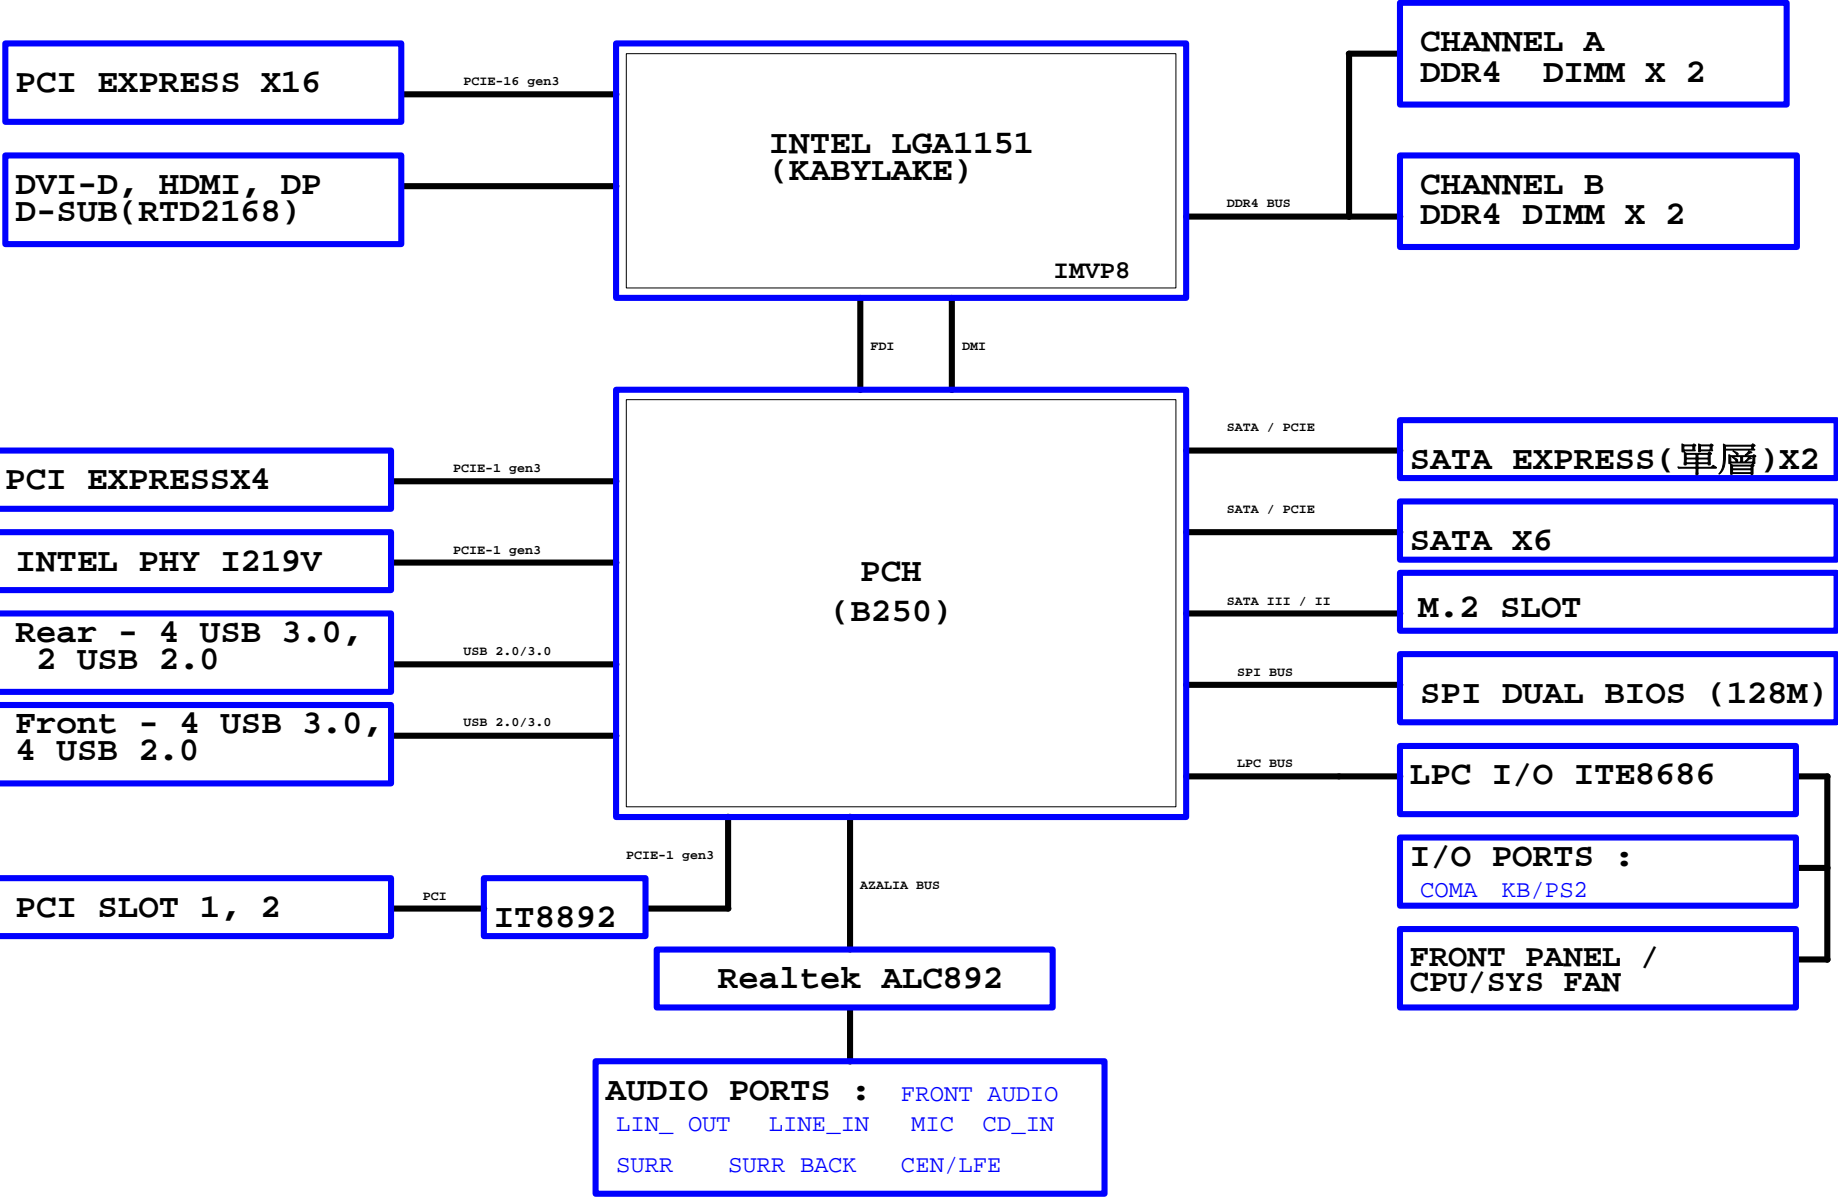 PCI EXPRESS X16
PCIE-16 gen3
DVI-D, HDMI, DP
D-SUB(RTD2168)
INTEL LGA1151
(KABYLAKE)
IMVP8
DDR4 BUS
CHANNEL A
DDR4 DIMM X 2
CHANNEL B
DDR4 DIMM X 2
FDI
DMI
PCI EXPRESSX4
PCIE-1 gen3
INTEL PHY I219V
PCIE-1 gen3
Rear - 4 USB 3.0,
2 USB 2.0
USB 2.0/3.0
Front - 4 USB 3.0,
4 USB 2.0
USB 2.0/3.0
PCH
(B250)
SATA / PCIE
SATA EXPRESS(單層)X2
SATA / PCIE
SATA X6
SATA III / II
M.2 SLOT
SPI BUS
SPI DUAL BIOS (128M)
LPC BUS
LPC I/O ITE8686
I/O PORTS :
COMA KB/PS2
FRONT PANEL /
CPU/SYS FAN
PCI SLOT 1, 2
PCI
IT8892
PCIE-1 gen3
AZALIA BUS
Realtek ALC892
AUDIO PORTS : FRONT AUDIO
LIN_ OUT LINE_IN MIC CD_IN
SURR SURR BACK CEN/LFE